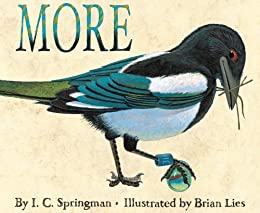 MORE
By I. C. Springman • Illustrated by Brian Lies